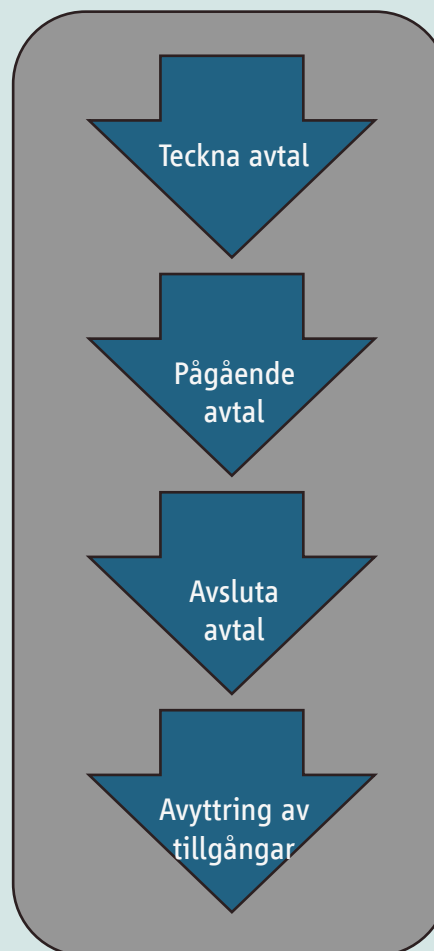 Teckna avtal
Pågående
avtal
Avsluta
avtal
Avyttring av
tillgångar